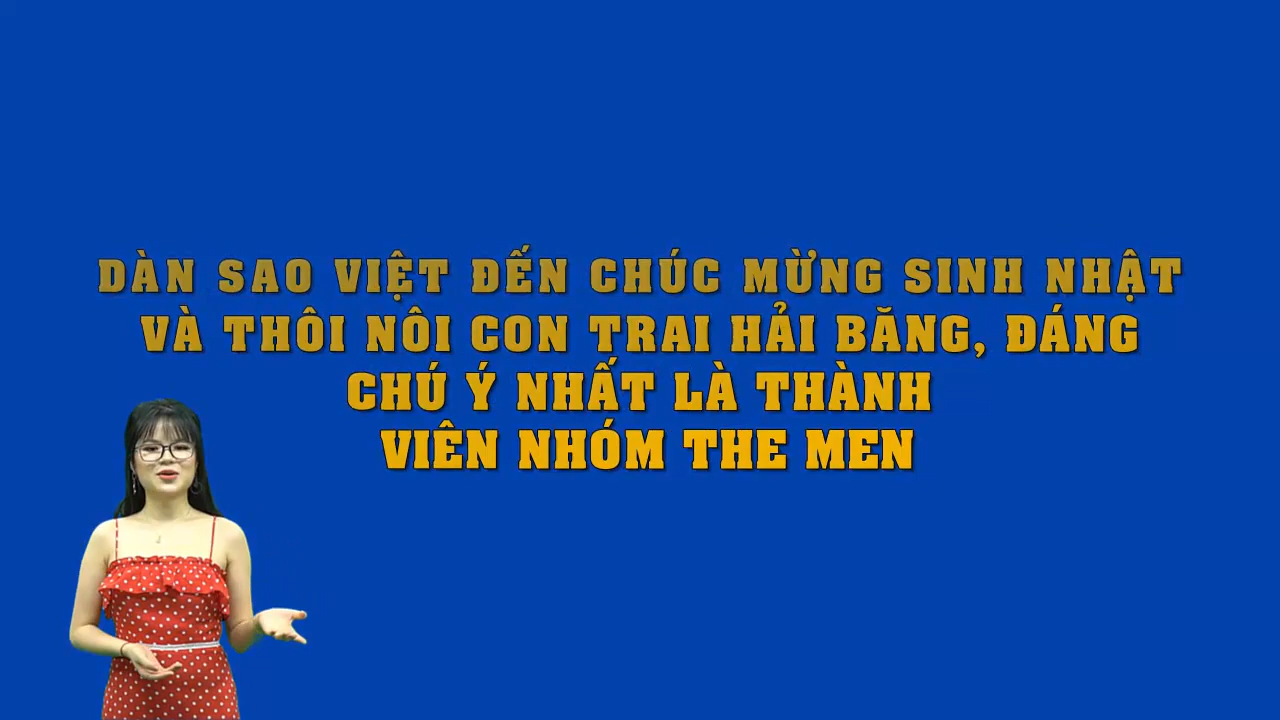 DÀN SAO VIỆT ĐẾN CHÚC MỪNG SINH NHẬT
VÀ THÔI NÔI CON TRAI HẢI BĂNG, ĐÁNG
CHÚ Ý NHẤT LÀ THÀNH
VIÊN NHÓM THE MEN